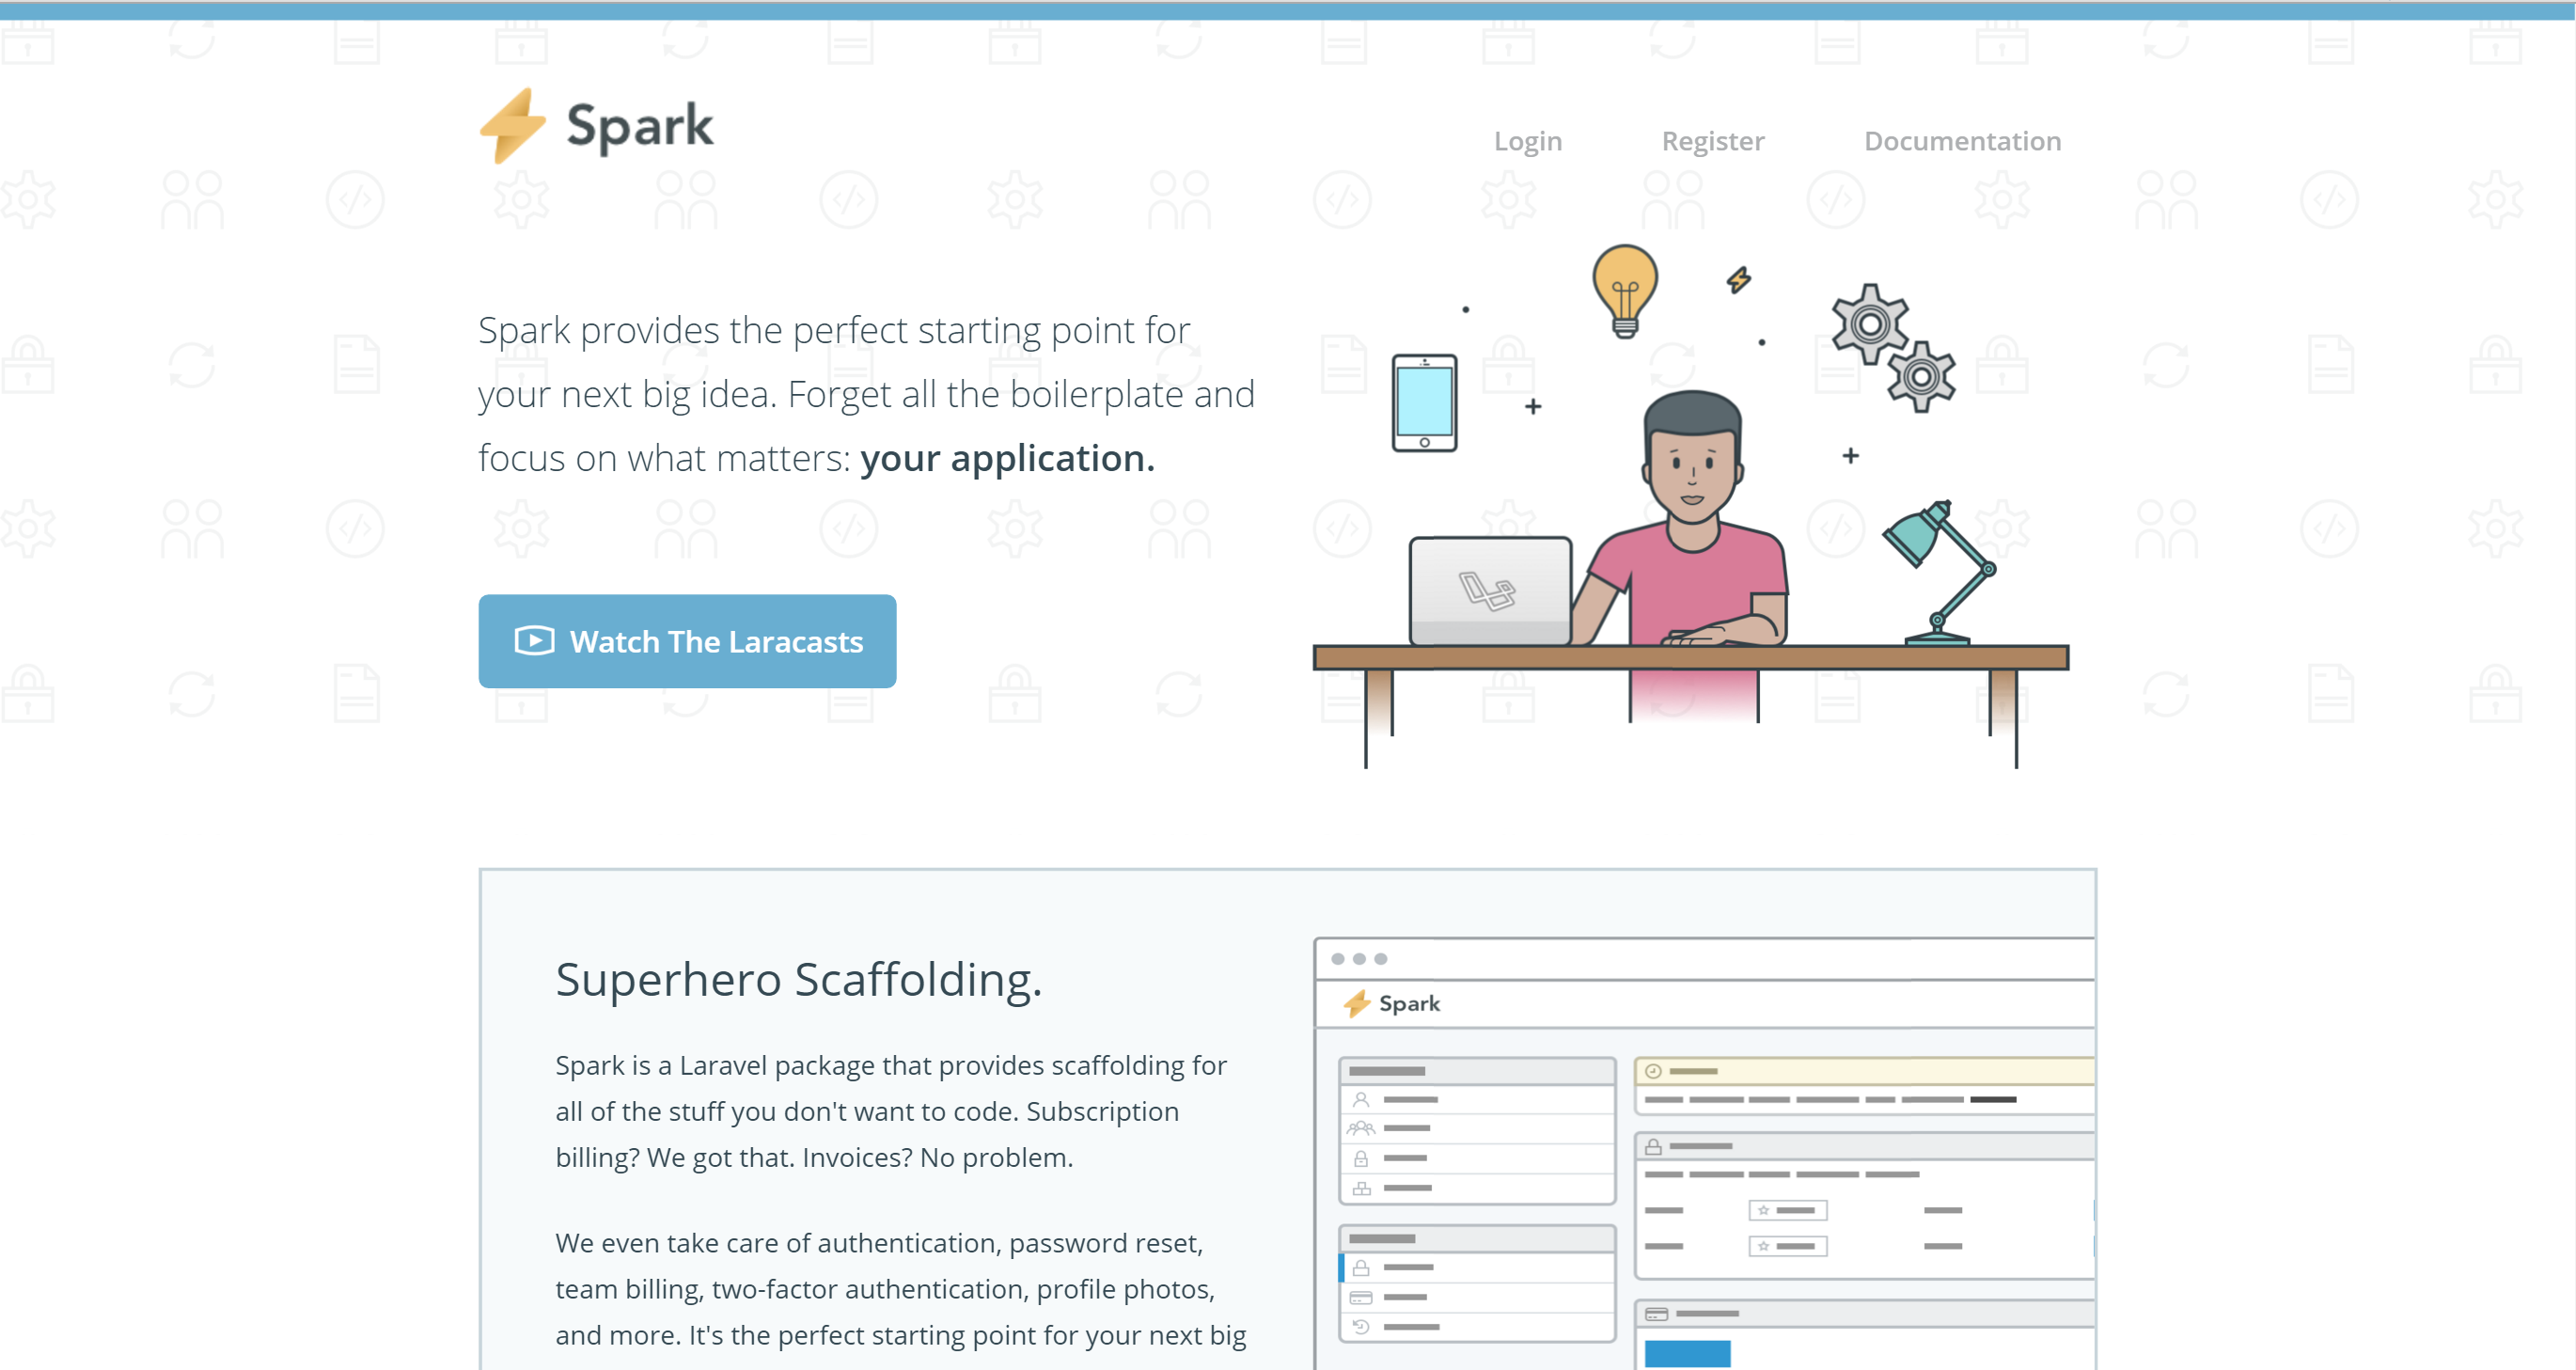 Spark
Login
Register
Documentation
Spark provides the perfect starting point for
your next big idea. Forget all the boilerplate and
focus on what matters: your application.
Watch The Laracasts
Superhero Scaffolding.
Spark is a Laravel package that provides scaffolding for
all of the stuff you don't want to code. Subscription
billing? We got that. Invoices? No problem.
We even take care of authentication, password reset,
team billing, two-factor authentication, profile photos,
and more. It's the perfect starting point for your next big
Spark